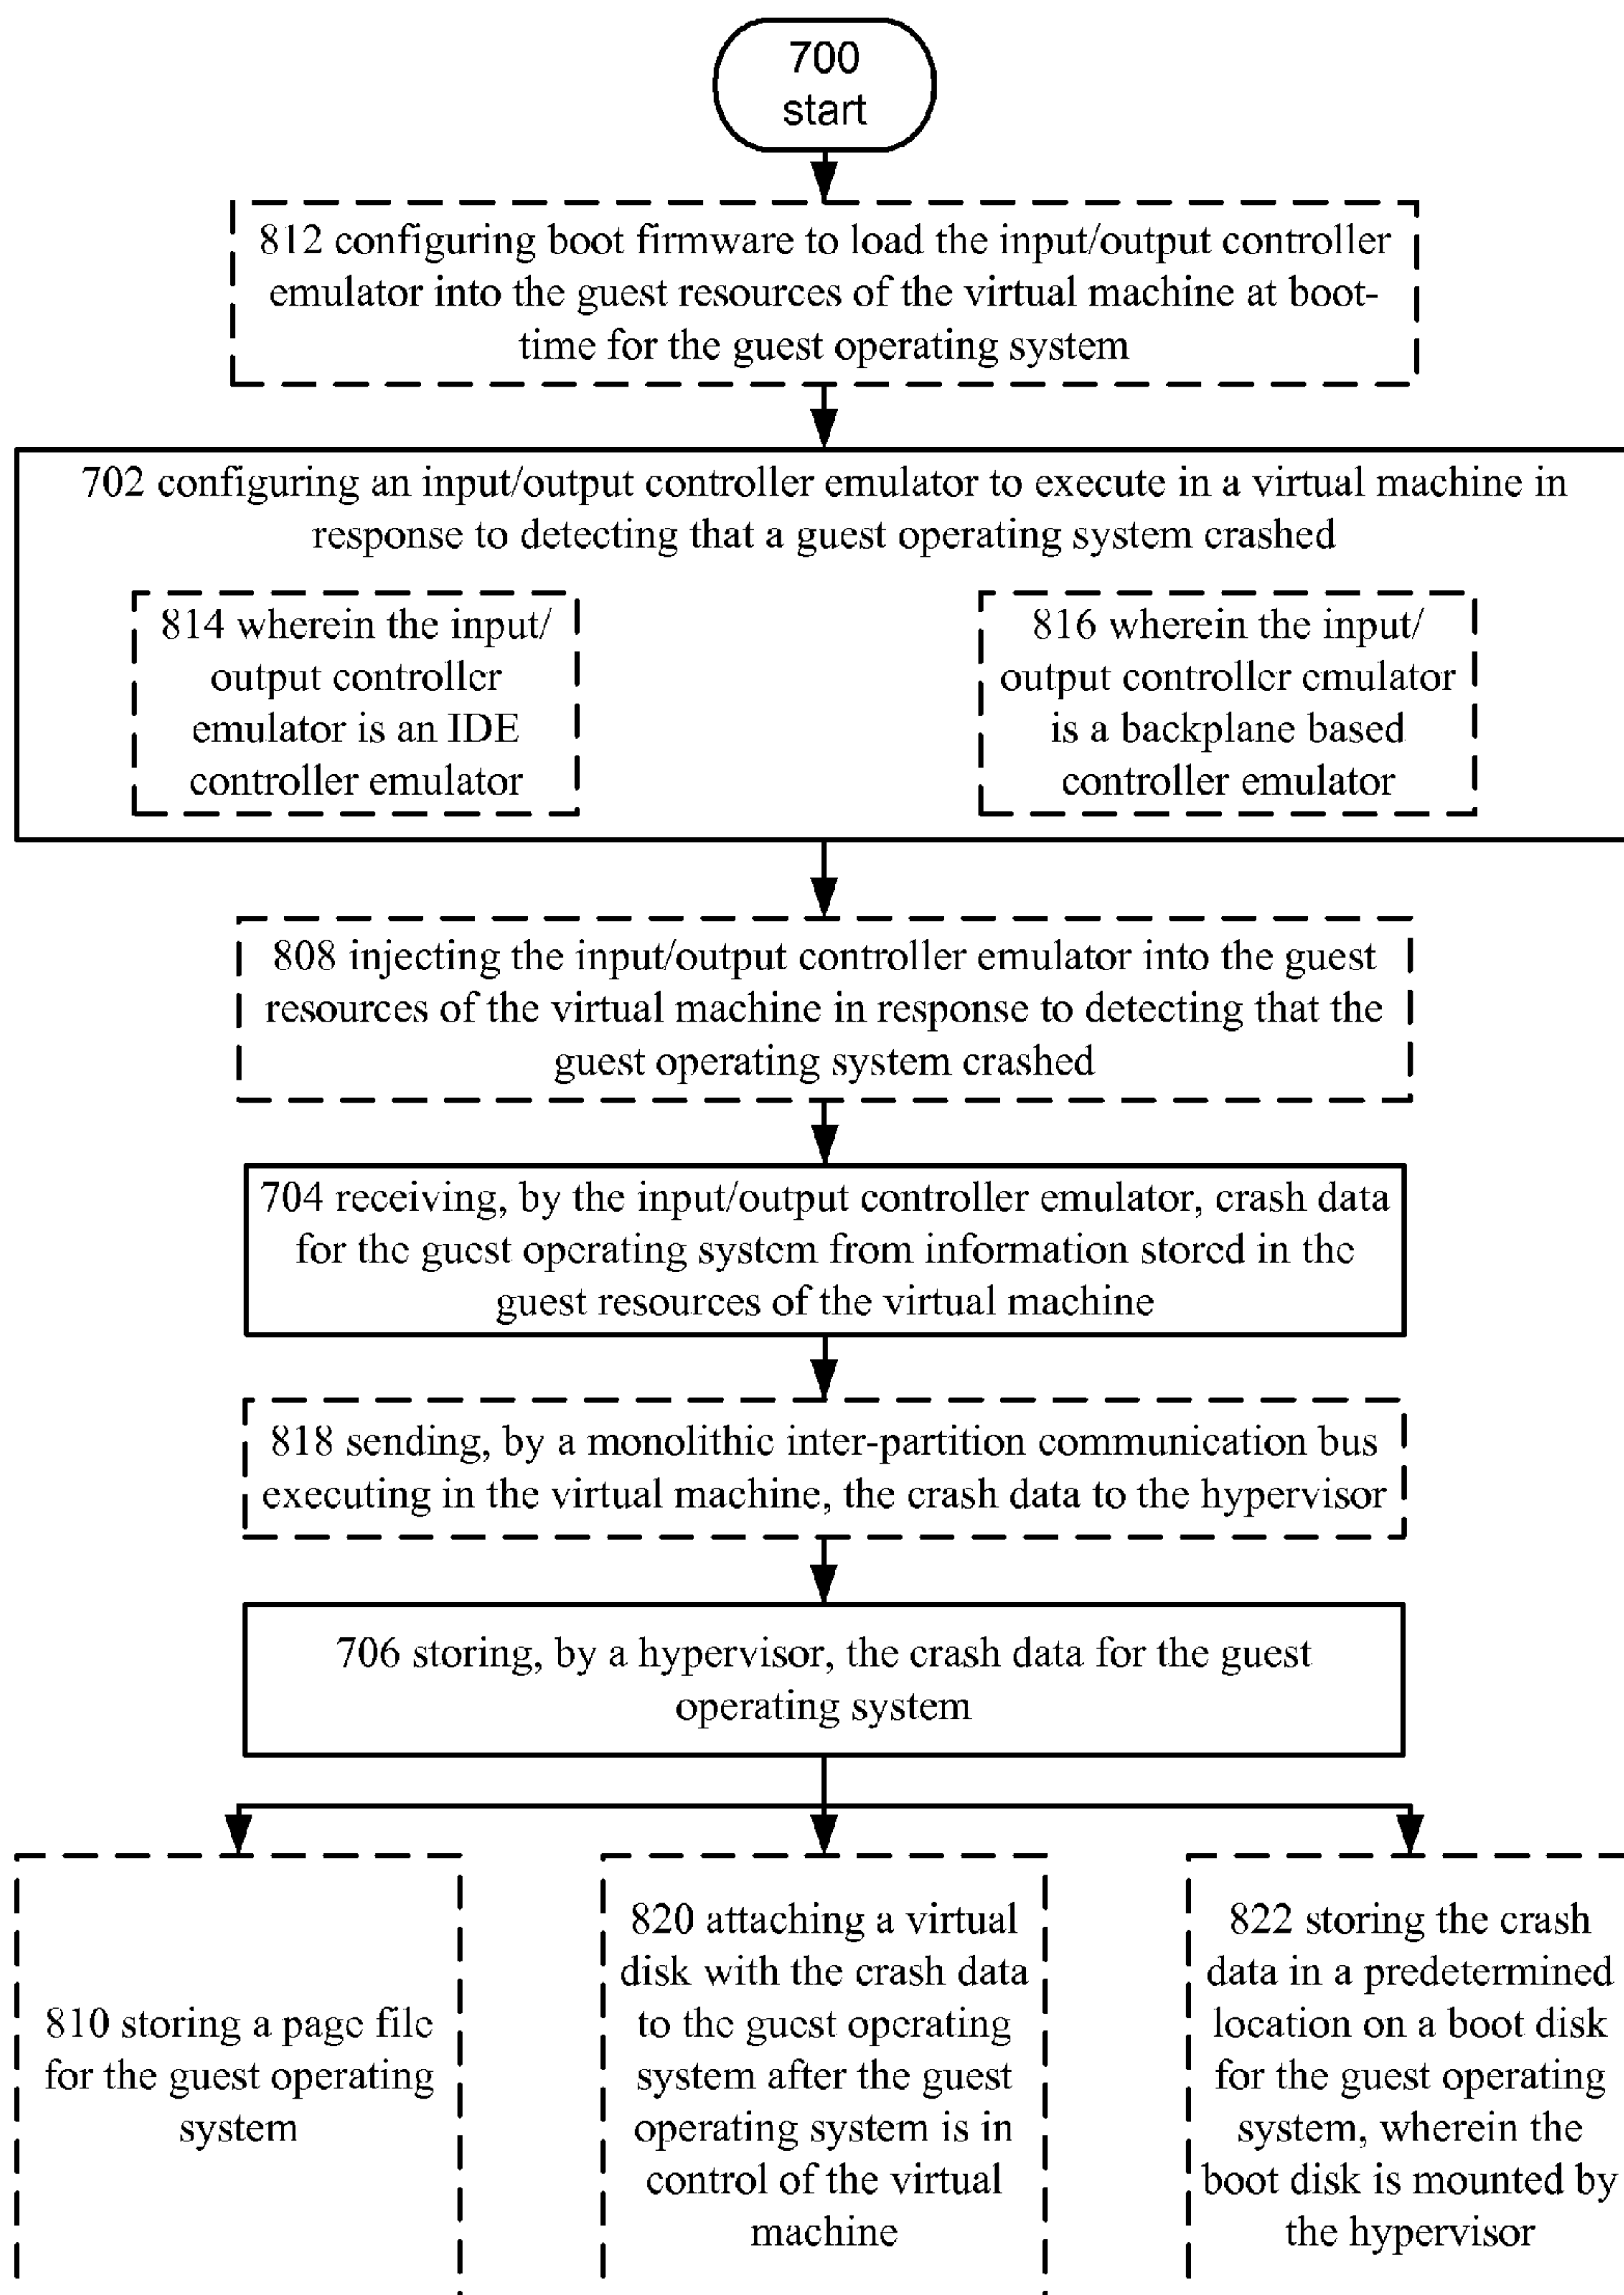 700
start
812 configuring boot firmware to load the input/output controller
emulator into the guest resources of the virtual machine at boot-
time for the guest operating system
702 configuring an input/output controller emulator to execute in a virtual machine in
response to detecting that a guest operating system crashed
814 wherein the input/
output controller
emulator is an IDE
controller emulator
816 wherein the input/
output controller emulator
is a backplane based
controller emulator
808 injecting the input/output controller emulator into the guest
resources of the virtual machine in response to detecting that the
guest operating system crashed
704 receiving, by the input/output controller emulator, crash data
for the guest operating system from information stored in the
guest resources of the virtual machine
818 sending, by a monolithic inter-partition communication bus
executing in the virtual machine, the crash data to the hypervisor
706 storing, by a hypervisor, the crash data for the guest
operating system
810 storing a page file
for the guest operating
system
820 attaching a virtual
disk with the crash data
to the guest operating
system after the guest
operating system is in
control of the virtual
machine
822 storing the crash
data in a predetermined
location on a boot disk
for the guest operating
system, wherein the
boot disk is mounted by
the hypervisor